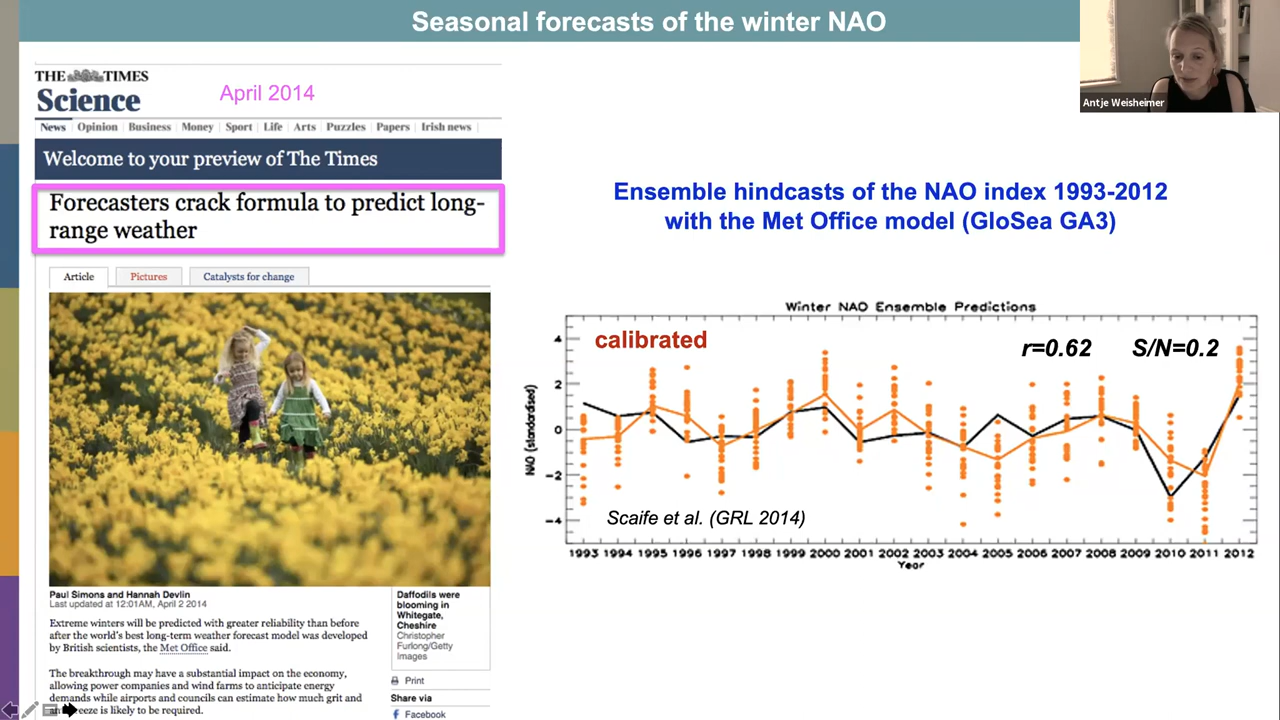 Seasonal forecasts of the winter NAO
Antje Weisheimer
THE TIMES
Science
April 2014
News Opinion Business Money Sport Life Arts Puzzles Papers Irish news
Welcome to your preview of The Times
Forecasters crack formula to predict long-
range weather
Article Pictures Catalysts for change
Paul Simons and Hannah Devlin
Last updated at 12:01AM, April 2 2014
Extreme winters will be predicted with greater reliability than before
after the world's best long-term weather forecast model was developed
by British scientists, the Met Office said.
The breakthrough may have a substantial impact on the economy,
allowing power companies and wind farms to anticipate energy
demands while airports and councils can estimate how much grit and
is likely to be required.
Daffodils were
blooming in
Whitegate,
Cheshire
Christopher
Furlong/Getty
Images
Print
Share via
Facebook
Ensemble hindcasts of the NAO index 1993-2012
with the Met Office model (GloSea GA3)
Winter NAO Ensemble Predictions
calibrated
r=0.62 S/N=0.2
NAO (standardised)
4
2
0
-2
-4
Scaife et al. (GRL 2014)
1993 1994 1995 1996 1997 1998 1999 2000 2001 2002 2003 2004 2005 2006 2007 2008 2009 2010 2011 2012
Year